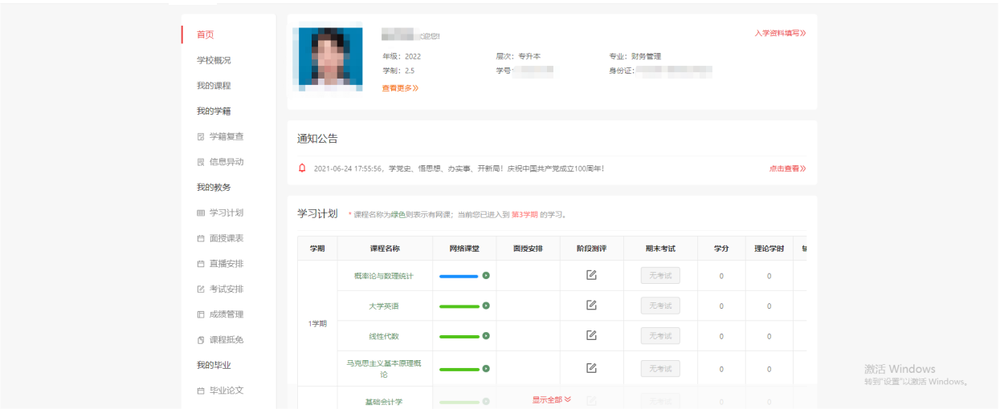 首页
学校概况
我的课程
我的学籍
学籍复查
信息异动
我的教务
学习计划
面授课表
直播安排
考试安排
成绩管理
课程抵免
我的毕业
毕业论文
欢迎您!
入学资料填写
年级：2022 层次：专升本 专业：财务管理
学制：2.5 学号: 身份证:
查看更多
通知公告
2021-06-24 17:55:56，学党史、悟思想、办实事、开新局！庆祝中国共产党成立100周年！ 点击查看
学习计划 * 课程名称为绿色则表示有网课；当前您已进入到 第3学期 的学习。
学期 课程名称 网络课堂 面授安排 阶段测评 期末考试 学分 理论学时
1学期
概率论与数理统计 无考试 0 0
大学英语 无考试 0 0
线性代数 无考试 0 0
马克思主义基本原理概
论 无考试 0 0
基础会计学 无考试 0 0
显示全部
激活 Windows
转到"设置"以激活 Windows。